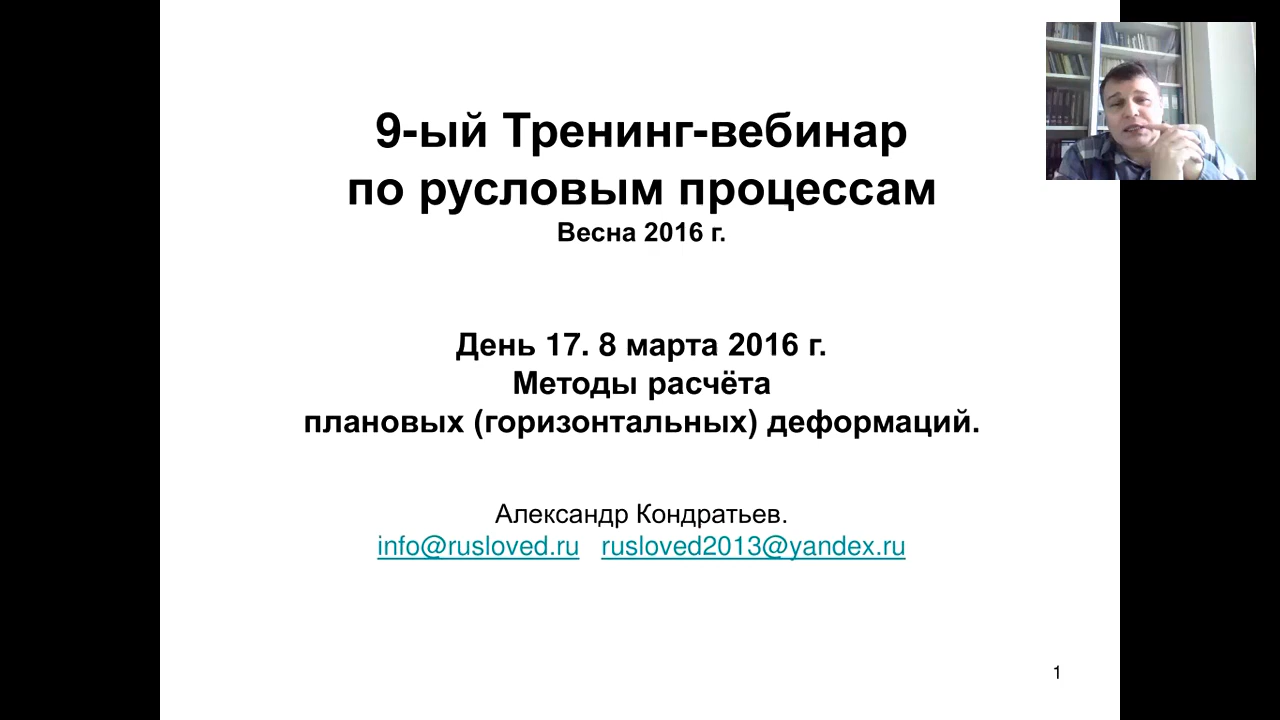 9-ый Тренинг-вебинар
по русловым процессам
Весна 2016 г.
День 17. 8 марта 2016 г.
Методы расчёта
плановых (горизонтальных) деформаций.
Александр Кондратьев.
info@rusloved.ru rusloved2013@yandex.ru
1